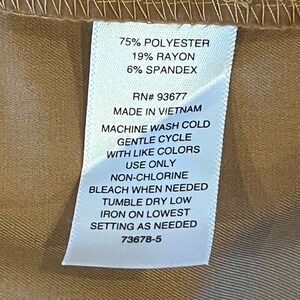 75% POLYESTER
19% RAYON
6% SPANDEX
RN# 93677
MADE IN VIETNAM
MACHINE WASH COLD
GENTLE CYCLE
WITH LIKE COLORS
USE ONLY
NON-CHLORINE
BLEACH WHEN NEEDED
TUMBLE DRY LOW
IRON ON LOWEST
SETTING AS NEEDED
73678-5